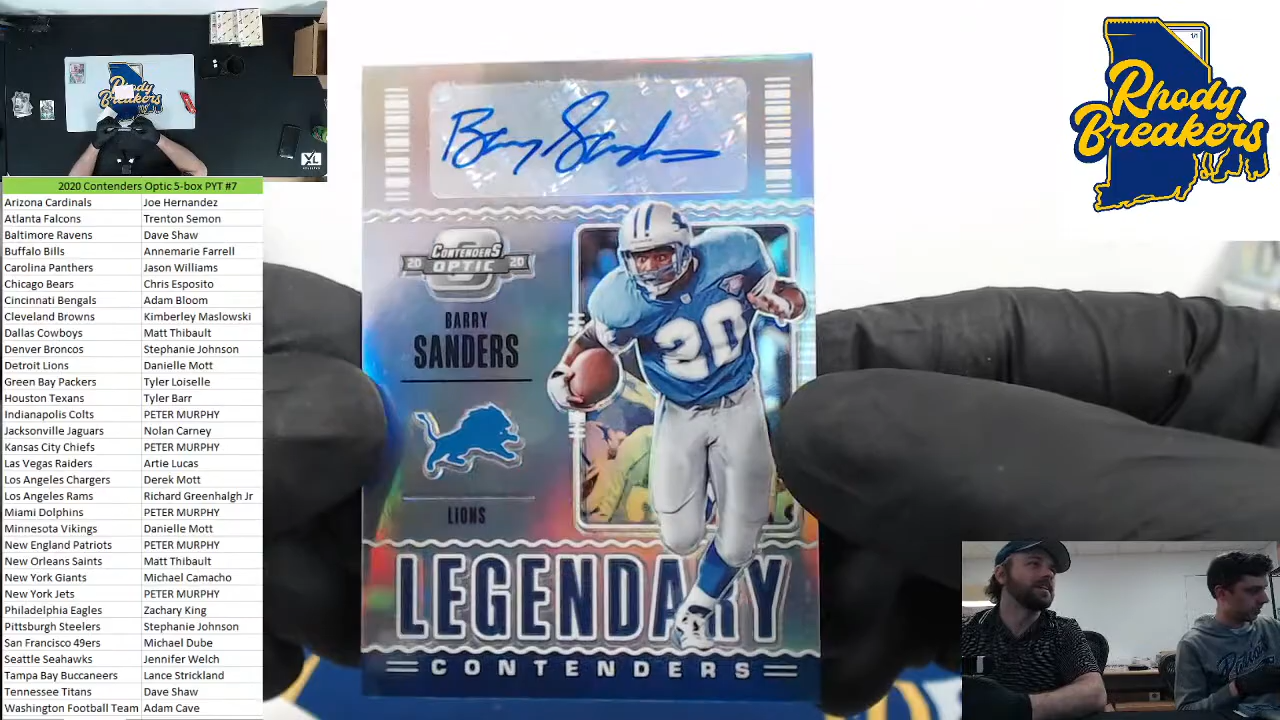 2020 Contenders Optic 5-box PYT #7
Arizona Cardinals Joe Hernandez
Atlanta Falcons Trenton Semon
Baltimore Ravens Dave Shaw
Buffalo Bills Annemarie Farrell
Carolina Panthers Jason Williams
Chicago Bears Chris Esposito
Cincinnati Bengals Adam Bloom
Cleveland Browns Kimberley Maslowski
Dallas Cowboys Matt Thibault
Denver Broncos Stephanie Johnson
Detroit Lions Danielle Mott
Green Bay Packers Tyler Loiselle
Houston Texans Tyler Barr
Indianapolis Colts PETER MURPHY
Jacksonville Jaguars Nolan Carney
Kansas City Chiefs PETER MURPHY
Las Vegas Raiders Artie Lucas
Los Angeles Chargers Derek Mott
Los Angeles Rams Richard Greenhalgh Jr
Miami Dolphins PETER MURPHY
Minnesota Vikings Danielle Mott
New England Patriots PETER MURPHY
New Orleans Saints Matt Thibault
New York Giants Michael Camacho
New York Jets PETER MURPHY
Philadelphia Eagles Zachary King
Pittsburgh Steelers Stephanie Johnson
San Francisco 49ers Michael Dube
Seattle Seahawks Jennifer Welch
Tampa Bay Buccaneers Lance Strickland
Tennessee Titans Dave Shaw
Washington Football Team Adam Cave
Rhody
Breakers
XL
Barry Sanders
CONTENDERS
20 OPTIC 20
BARRY
SANDERS
LIONS
20
LEGENDARY
CONTENDERS
1/1
Rhody
Breakers